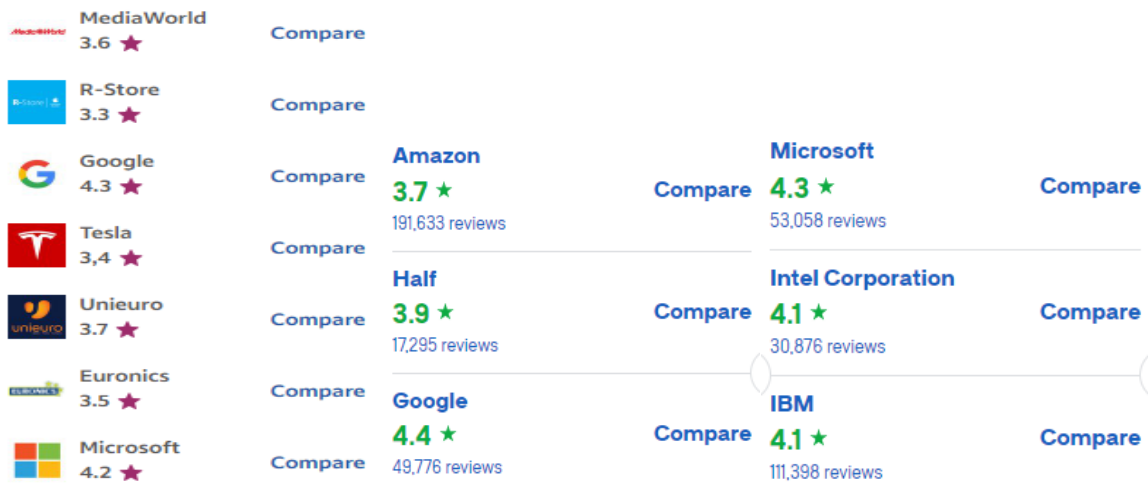 MediaWorld
3.6 ★
Compare
R-Store
3.3 ★
Compare
Google
4.3 ★
Compare
Tesla
3,4 ★
Compare
unieuro
Unieuro
3.7 ★
Compare
EURONICS
Euronics
3.5 ★
Compare
Microsoft
4.2 ★
Compare
Amazon
3.7 ★
Compare
191,633 reviews
Half
3.9 ★
Compare
17,295 reviews
Google
4.4 ★
Compare
49,776 reviews
Microsoft
4.3 ★
Compare
53,058 reviews
Intel Corporation
4.1 ★
Compare
30,876 reviews
IBM
4.1 ★
Compare
111,398 reviews